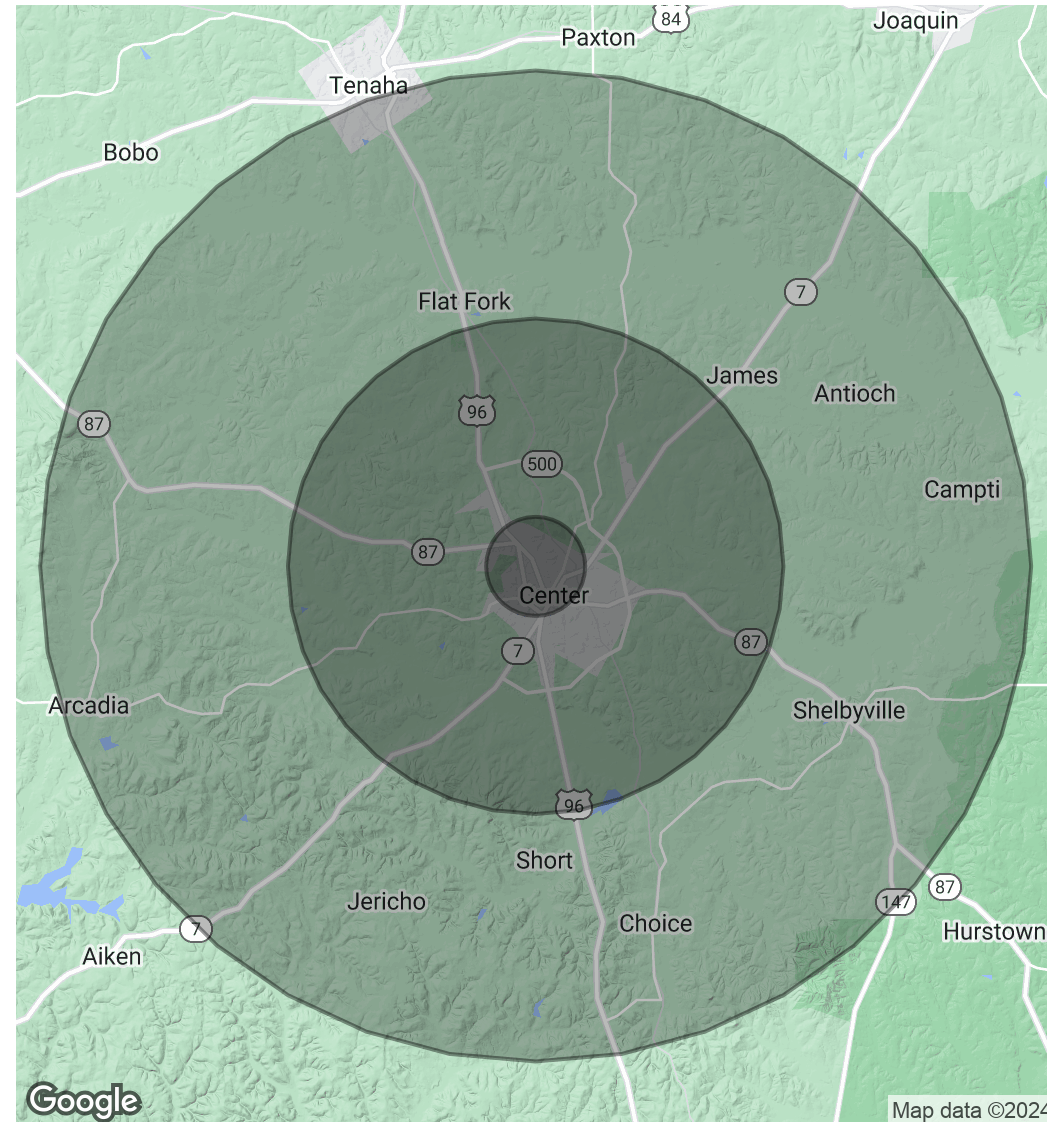 84
Joaquin
Paxton
Tenaha
Bobo
7
Flat Fork
James
Antioch
96
87
500
Campti
87
Center
7
87
Arcadia
Shelbyville
96
Short
87
Jericho
147
Choice
7
Hurstown
Aiken
Google
Map data ©2024